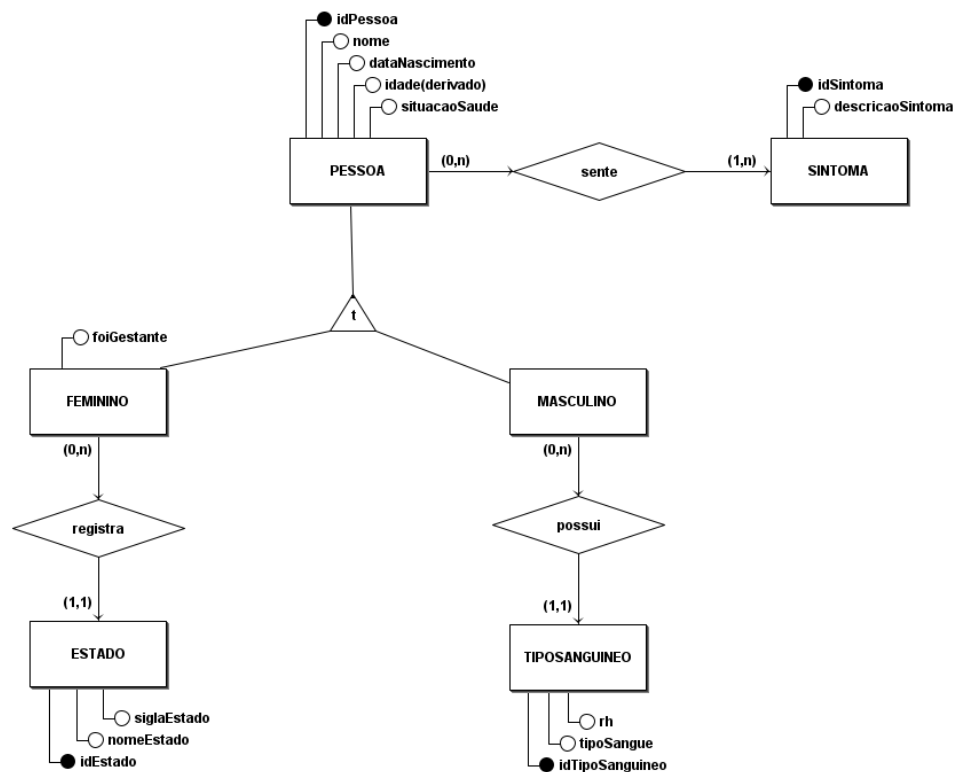 idPessoa
nome
dataNascimento
idade(derivado)
situacaoSaude
idSintoma
descricaoSintoma
PESSOA
(0,n)
sente
(1,n)
SINTOMA
t
foiGestante
FEMININO
MASCULINO
(0,n)
(0,n)
registra
possui
(1,1)
(1,1)
ESTADO
TIPOSANGUINEO
siglaEstado
nomeEstado
idEstado
rh
tipoSangue
idTipoSanguineo